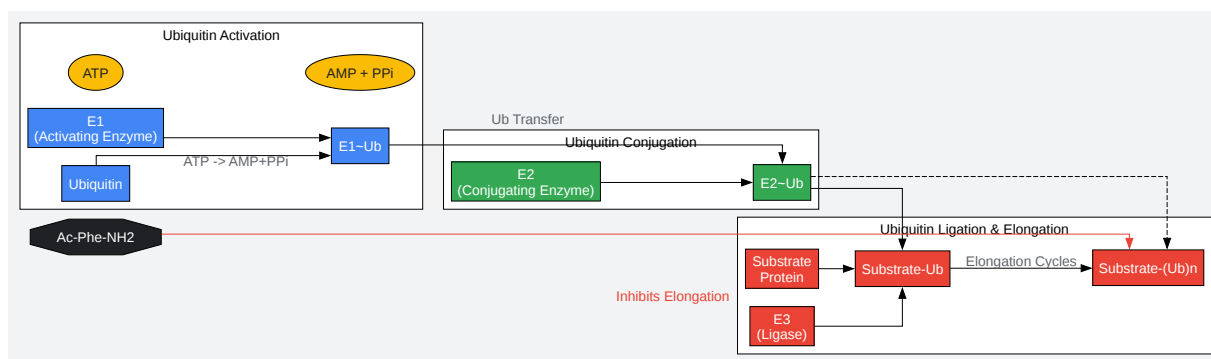 Ubiquitin Activation
ATP
AMP + PPi
E1
(Activating Enzyme)
E1~Ub
ATP -> AMP+PPi
Ubiquitin
Ub Transfer
Ubiquitin Conjugation
E2
(Conjugating Enzyme)
E2~Ub
Ac-Phe-NH2
Ubiquitin Ligation & Elongation
Substrate
Protein
Substrate-Ub
Elongation Cycles
Substrate-(Ub)n
Inhibits Elongation
E3
(Ligase)